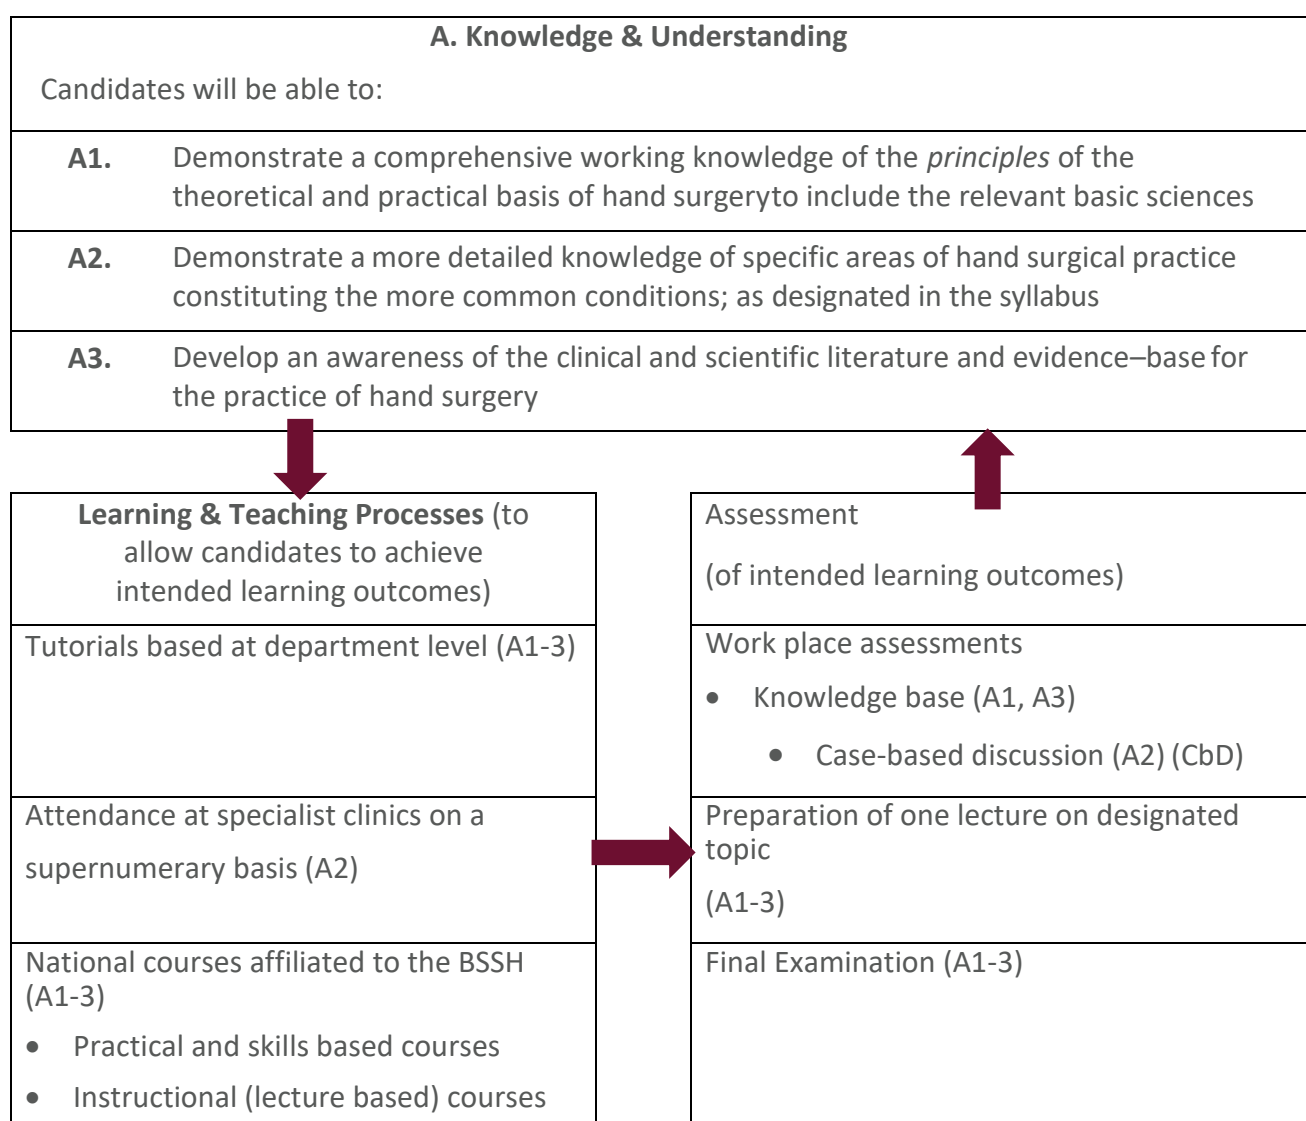 A. Knowledge & Understanding
Candidates will be able to:
A1. Demonstrate a comprehensive working knowledge of the principles of the
theoretical and practical basis of hand surgeryto include the relevant basic sciences
A2. Demonstrate a more detailed knowledge of specific areas of hand surgical practice
constituting the more common conditions; as designated in the syllabus
A3. Develop an awareness of the clinical and scientific literature and evidence–base for
the practice of hand surgery
Learning & Teaching Processes (to
allow candidates to achieve
intended learning outcomes)
Tutorials based at department level (A1-3)
Attendance at specialist clinics on a
supernumerary basis (A2)
National courses affiliated to the BSSH
(A1-3)
• Practical and skills based courses
• Instructional (lecture based) courses
Assessment
(of intended learning outcomes)
Work place assessments
• Knowledge base (A1, A3)
• Case-based discussion (A2) (CbD)
Preparation of one lecture on designated
topic
(A1-3)
Final Examination (A1-3)